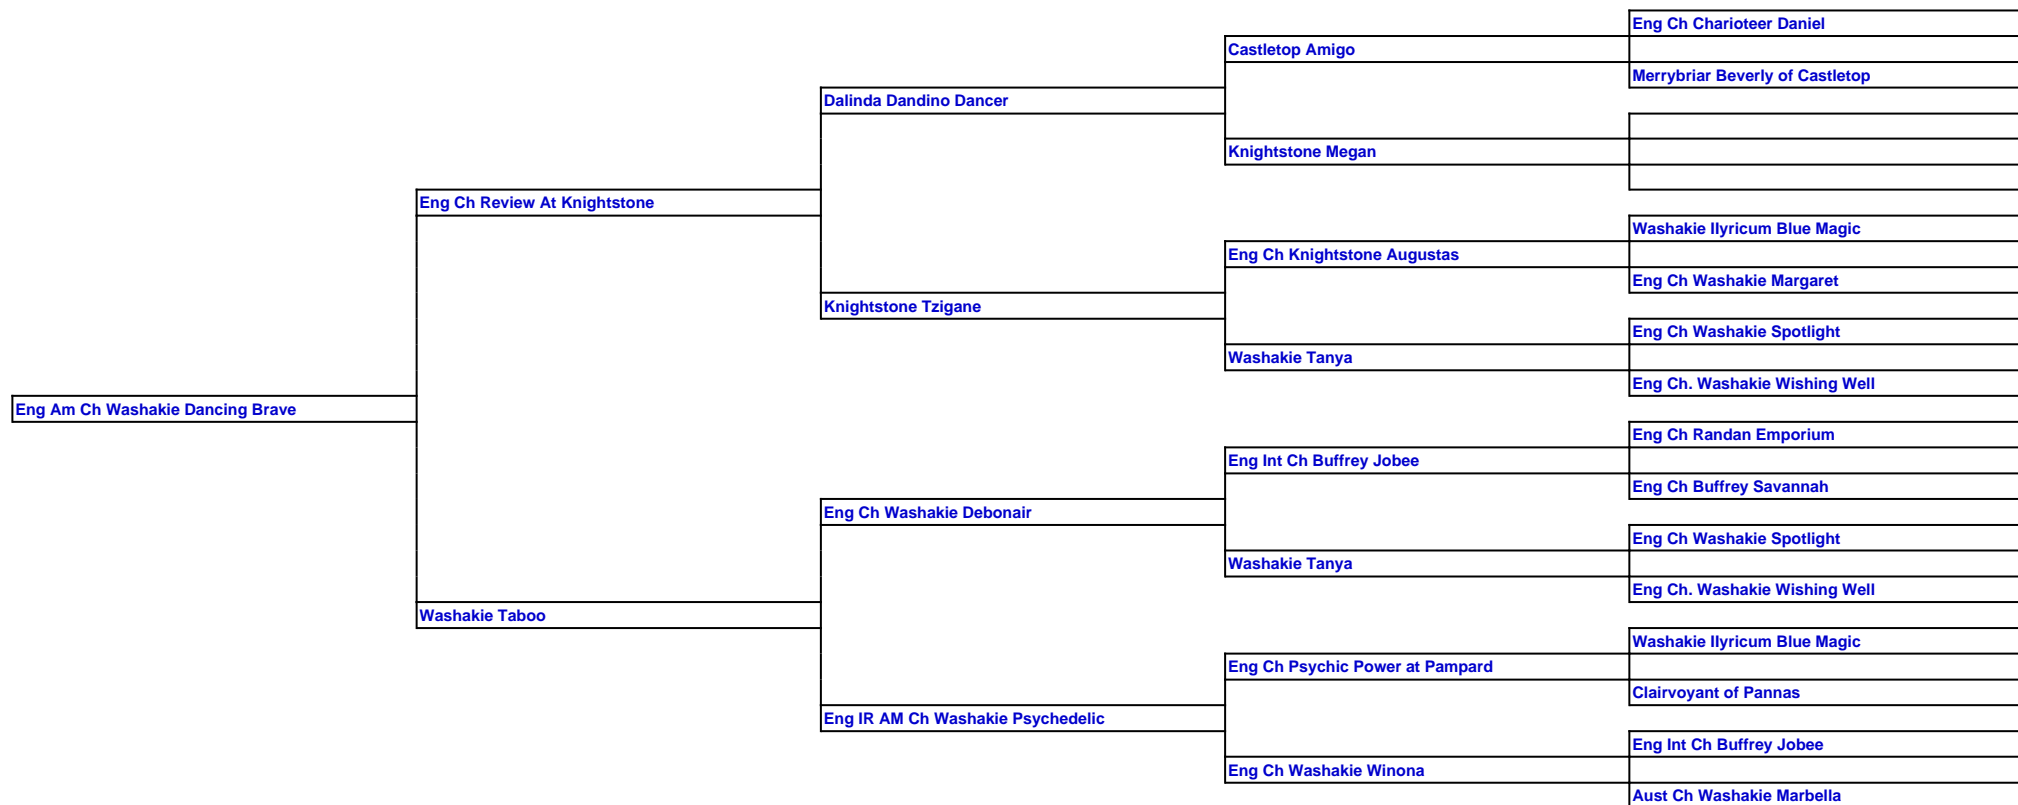 Eng Ch Charioteer Daniel
Castletop Amigo
Merrybriar Beverly of Castletop
Dalinda Dandino Dancer
Knightstone Megan
Eng Ch Review At Knightstone
Washakie Ilyricum Blue Magic
Eng Ch Knightstone Augustas
Eng Ch Washakie Margaret
Knightstone Tzigane
Eng Ch Washakie Spotlight
Washakie Tanya
Eng Ch. Washakie Wishing Well
Eng Am Ch Washakie Dancing Brave
Eng Ch Randan Emporium
Eng Int Ch Buffrey Jobee
Eng Ch Buffrey Savannah
Eng Ch Washakie Debonair
Eng Ch Washakie Spotlight
Washakie Tanya
Eng Ch. Washakie Wishing Well
Washakie Taboo
Washakie Ilyricum Blue Magic
Eng Ch Psychic Power at Pampard
Clairvoyant of Pannas
Eng IR AM Ch Washakie Psychedelic
Eng Int Ch Buffrey Jobee
Eng Ch Washakie Winona
Aust Ch Washakie Marbella